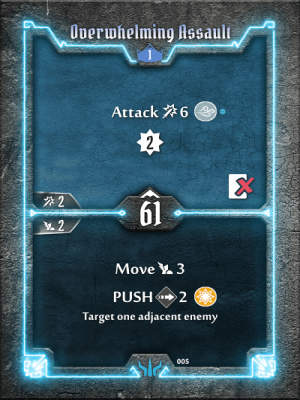 Overwhelming Assault
1
Attack 6
2
2
61
2
Move 3
PUSH 2
Target one adjacent enemy
005